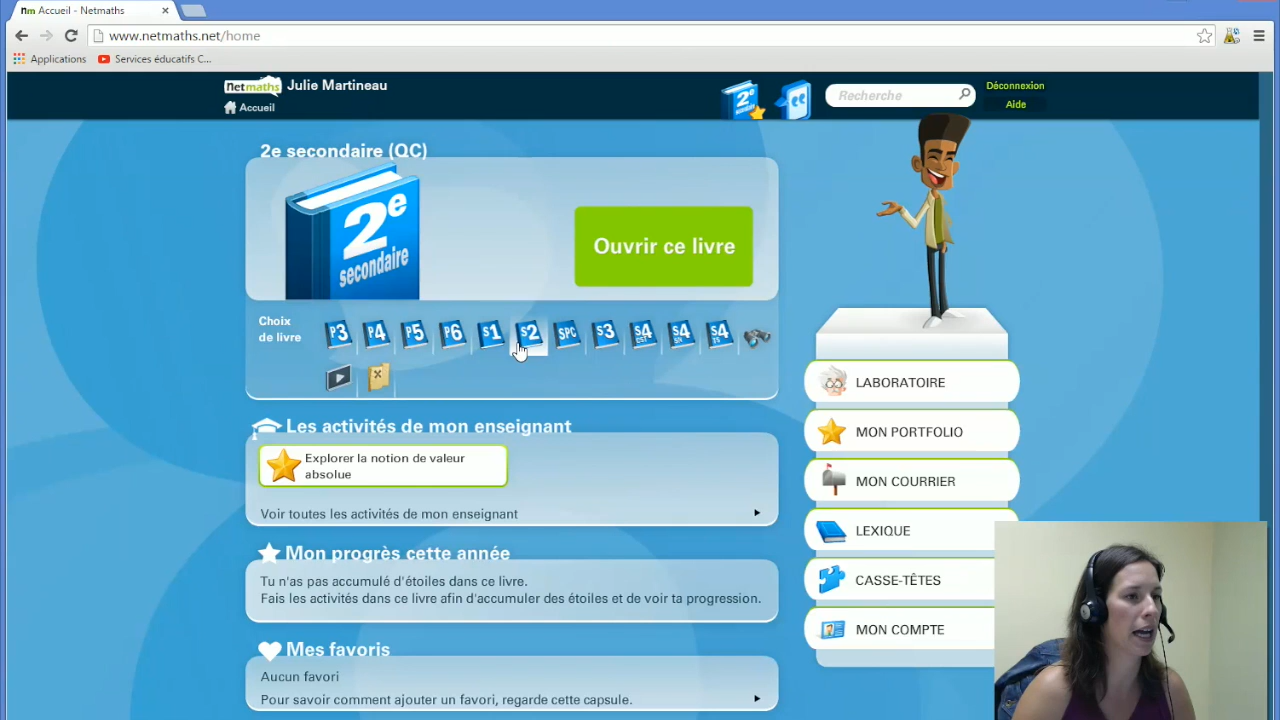 Nm Accueil - Netmaths
www.netmaths.net/home
Applications
Services éducatifs C...
netmaths
Julie Martineau
Accueil
2e
Recherche
Déconnexion
Aide
2e secondaire (QC)
2e
secondaire
Ouvrir ce livre
Choix
de livre
P3 P4 P5 P6 S1 S2 SPC S3 S4 CST S4 SN S4 TS
Les activités de mon enseignant
Explorer la notion de valeur
absolue
Voir toutes les activités de mon enseignant
Mon progrès cette année
Tu n'as pas accumulé d'étoiles dans ce livre.
Fais les activités dans ce livre afin d'accumuler des étoiles et de voir ta progression.
Mes favoris
Aucun favori
Pour savoir comment ajouter un favori, regarde cette capsule.
LABORATOIRE
MON PORTFOLIO
MON COURRIER
LEXIQUE
CASSE-TÊTES
MON COMPTE